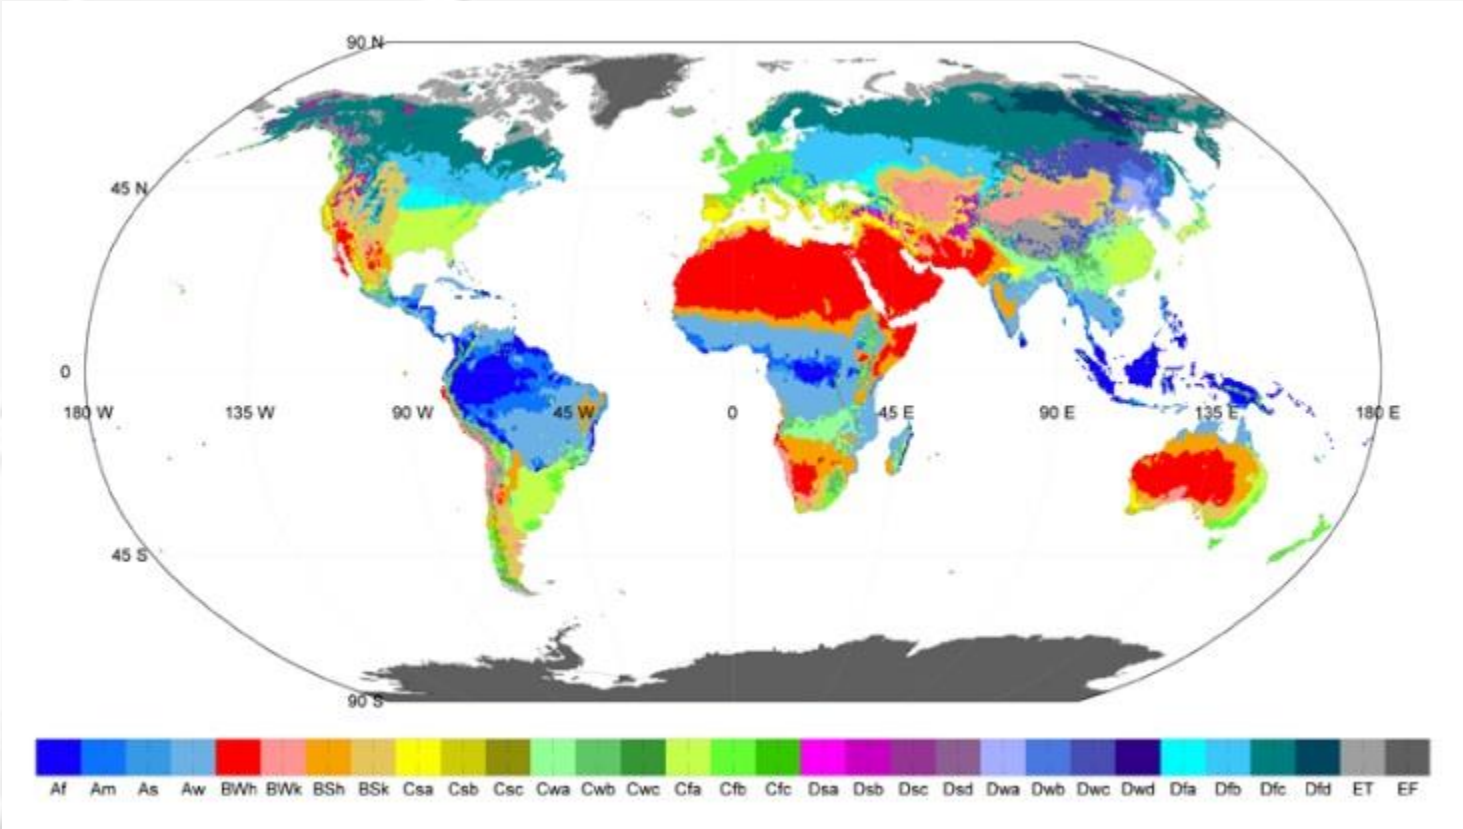 90 N
45 N
0
180 W 135 W 90 W 45 W 0 45 E 90 E 135 E 180 E
45 S
90 S
Af Am As Aw BWh BWk BSh BSk Csa Csb Csc Cwa Cwb Cwc Cfa Cfb Cfc Dsa Dsb Dsc Dsd Dwa Dwb Dwc Dwd Dfa Dfb Dfc Dfd ET EF